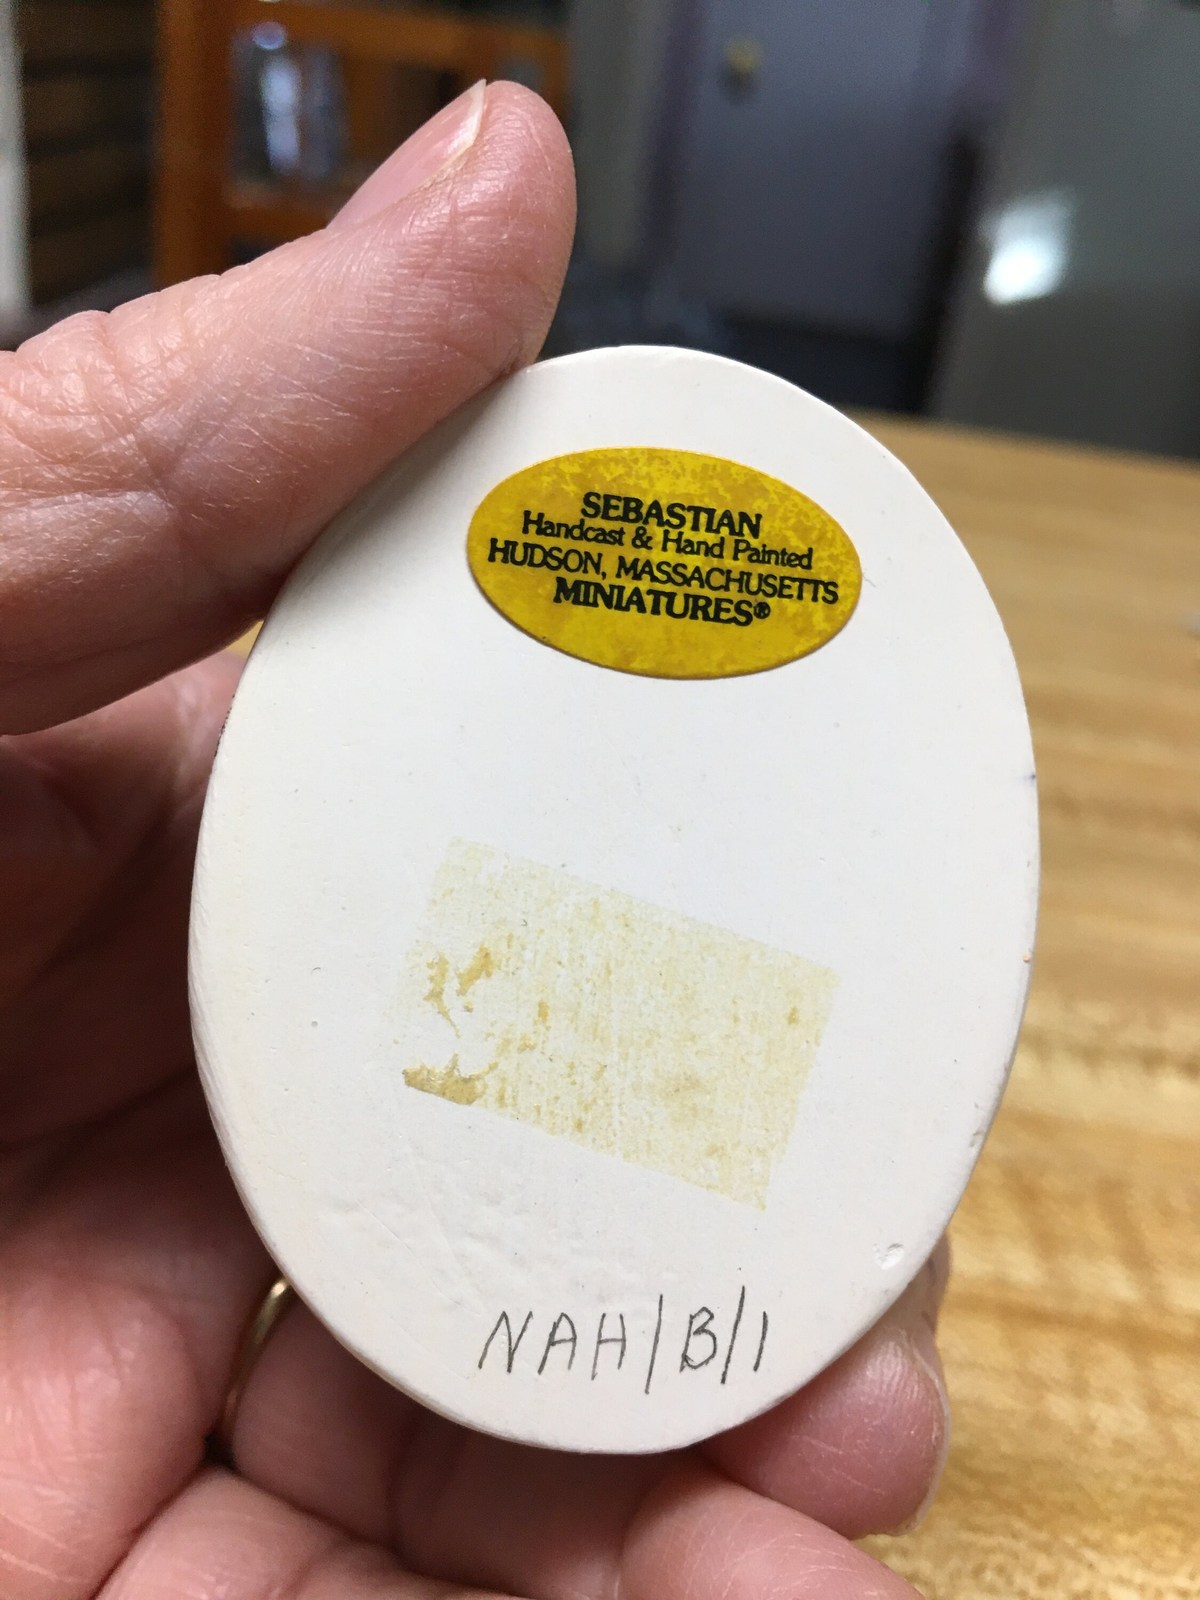 SEBASTIAN
Handcast & Hand Painted
HUDSON, MASSACHUSETTS
MINIATURES®
NAH/B/1